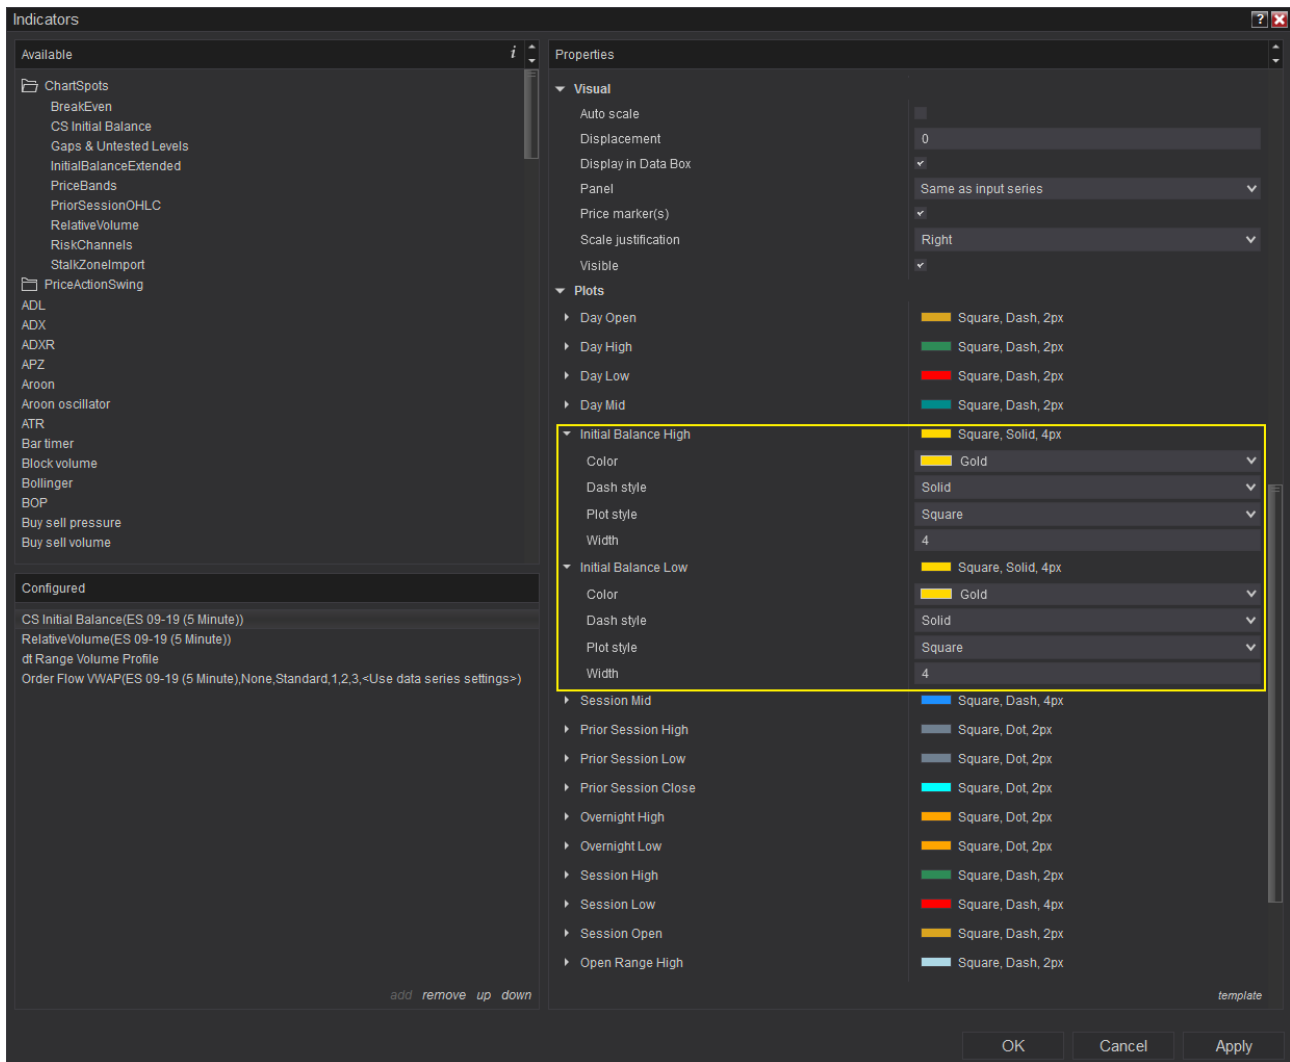 Indicators
?
Available
i
ChartSpots
BreakEven
CS Initial Balance
Gaps & Untested Levels
InitialBalanceExtended
PriceBands
PriorSessionOHLC
RelativeVolume
RiskChannels
StalkZoneImport
PriceActionSwing
ADL
ADX
ADXR
APZ
Aroon
Aroon oscillator
ATR
Bar timer
Block volume
Bollinger
BOP
Buy sell pressure
Buy sell volume
Configured
CS Initial Balance(ES 09-19 (5 Minute))
RelativeVolume(ES 09-19 (5 Minute))
dt Range Volume Profile
Order Flow VWAP(ES 09-19 (5 Minute),None,Standard,1,2,3,<Use data series settings>)
add remove up down
Properties
Visual
Auto scale
Displacement 0
Display in Data Box
Panel Same as input series
Price marker(s)
Scale justification Right
Visible
Plots
Day Open Square, Dash, 2px
Day High Square, Dash, 2px
Day Low Square, Dash, 2px
Day Mid Square, Dash, 2px
Initial Balance High Square, Solid, 4px
Color Gold
Dash style Solid
Plot style Square
Width 4
Initial Balance Low Square, Solid, 4px
Color Gold
Dash style Solid
Plot style Square
Width 4
Session Mid Square, Dash, 4px
Prior Session High Square, Dot, 2px
Prior Session Low Square, Dot, 2px
Prior Session Close Square, Dot, 2px
Overnight High Square, Dot, 2px
Overnight Low Square, Dot, 2px
Session High Square, Dash, 2px
Session Low Square, Dash, 4px
Session Open Square, Dash, 2px
Open Range High Square, Dash, 2px
template
OK Cancel Apply